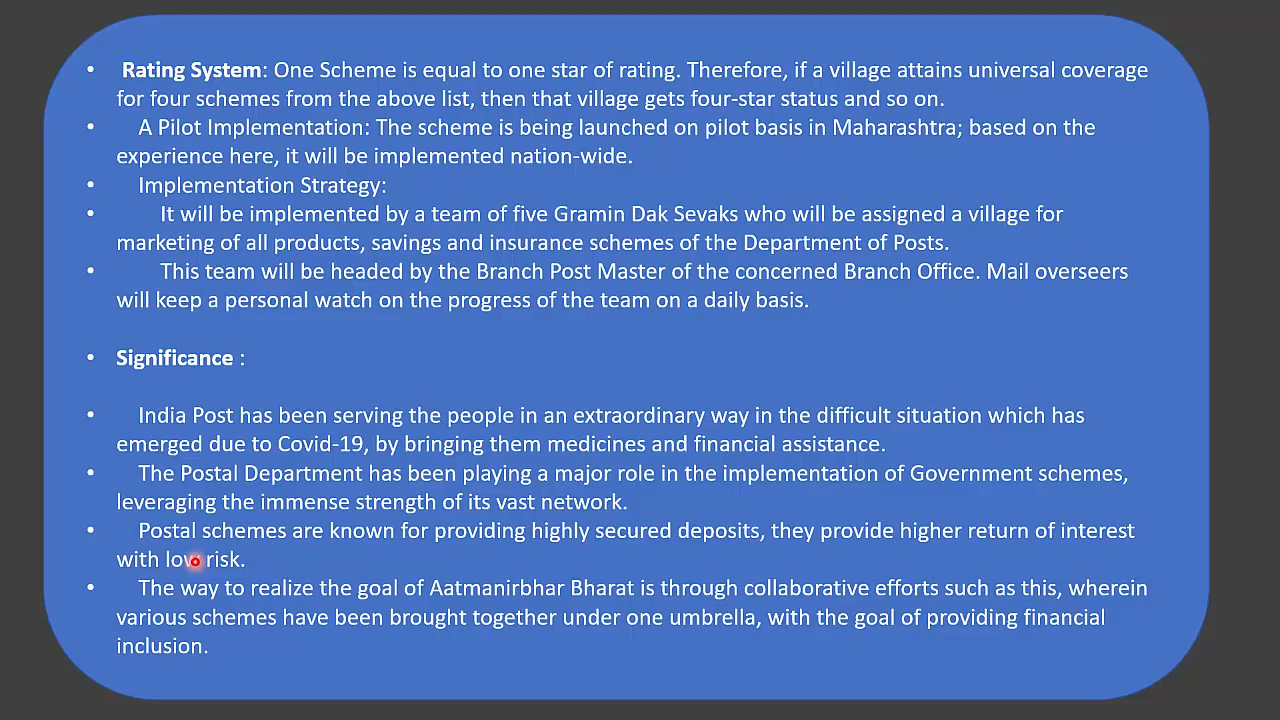 • Rating System: One Scheme is equal to one star of rating. Therefore, if a village attains universal coverage
for four schemes from the above list, then that village gets four-star status and so on.
• A Pilot Implementation: The scheme is being launched on pilot basis in Maharashtra; based on the
experience here, it will be implemented nation-wide.
• Implementation Strategy:
• It will be implemented by a team of five Gramin Dak Sevaks who will be assigned a village for
marketing of all products, savings and insurance schemes of the Department of Posts.
• This team will be headed by the Branch Post Master of the concerned Branch Office. Mail overseers
will keep a personal watch on the progress of the team on a daily basis.
• Significance :
• India Post has been serving the people in an extraordinary way in the difficult situation which has
emerged due to Covid-19, by bringing them medicines and financial assistance.
• The Postal Department has been playing a major role in the implementation of Government schemes,
leveraging the immense strength of its vast network.
• Postal schemes are known for providing highly secured deposits, they provide higher return of interest
with low risk.
• The way to realize the goal of Aatmanirbhar Bharat is through collaborative efforts such as this, wherein
various schemes have been brought together under one umbrella, with the goal of providing financial
inclusion.